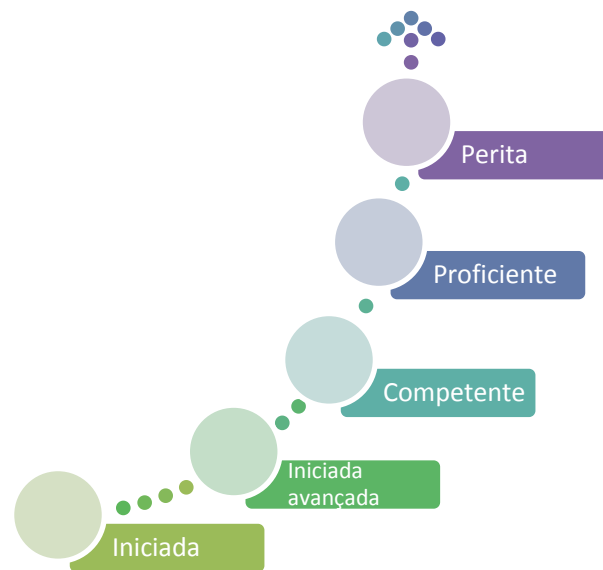 Perita
Proficiente
Competente
Iniciada
avançada
Iniciada